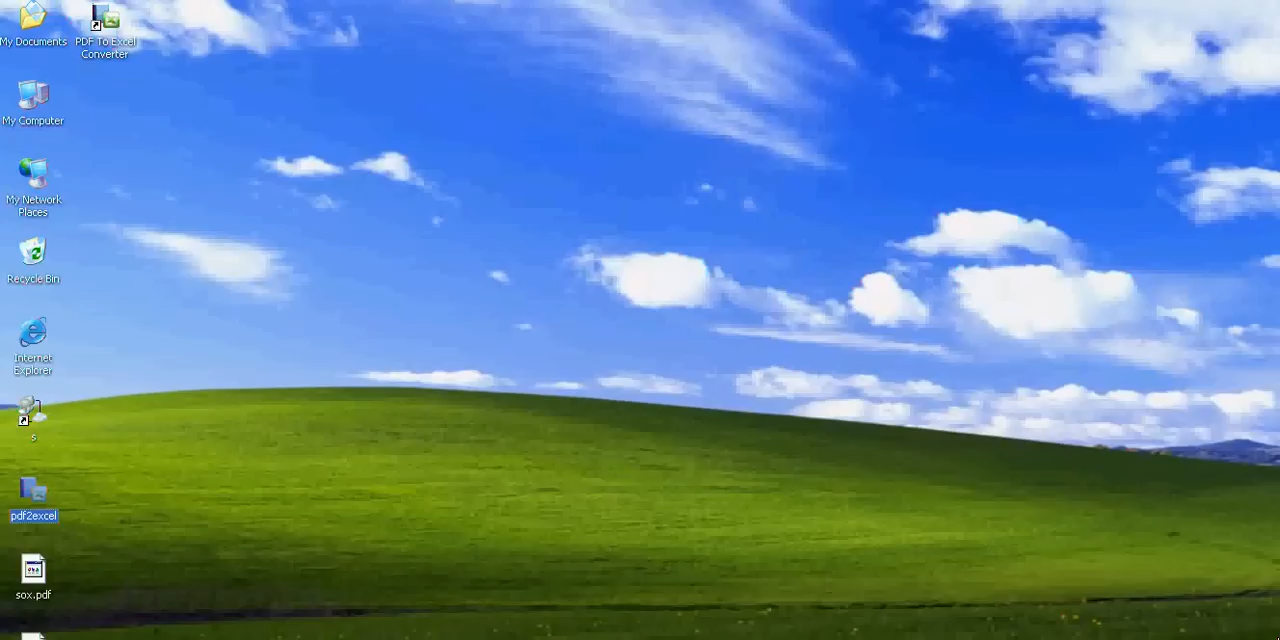 My Documents
PDF To Excel
Converter
My Computer
My Network
Places
Recycle Bin
Internet
Explorer
s
pdf2excel
sox.pdf